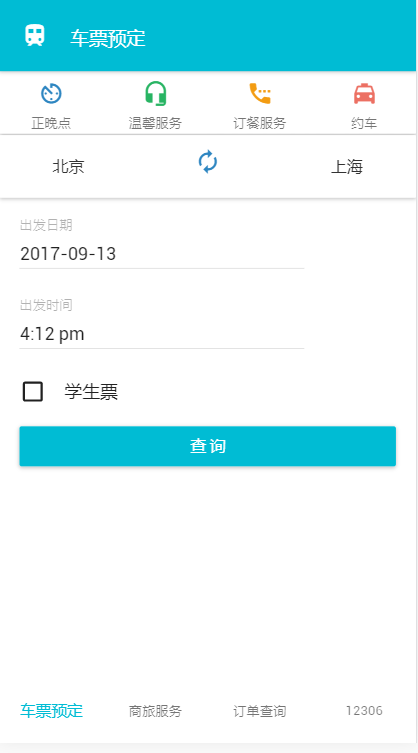 车票预定
正晚点 温馨服务 订餐服务 约车
北京 上海
出发日期
2017-09-13
出发时间
4:12 pm
学生票
查询
车票预定 商旅服务 订单查询 12306